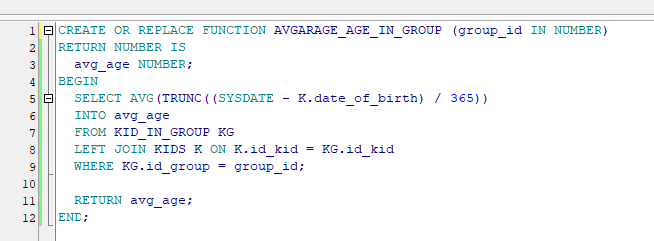 1 CREATE OR REPLACE FUNCTION AVGARAGE_AGE_IN_GROUP (group_id IN NUMBER)
2 RETURN NUMBER IS
3 avg_age NUMBER;
4 BEGIN
5 SELECT AVG(TRUNC((SYSDATE - K.date_of_birth) / 365))
6 INTO avg_age
7 FROM KID_IN_GROUP KG
8 LEFT JOIN KIDS K ON K.id_kid = KG.id_kid
9 WHERE KG.id_group = group_id;
10
11 RETURN avg_age;
12 END;